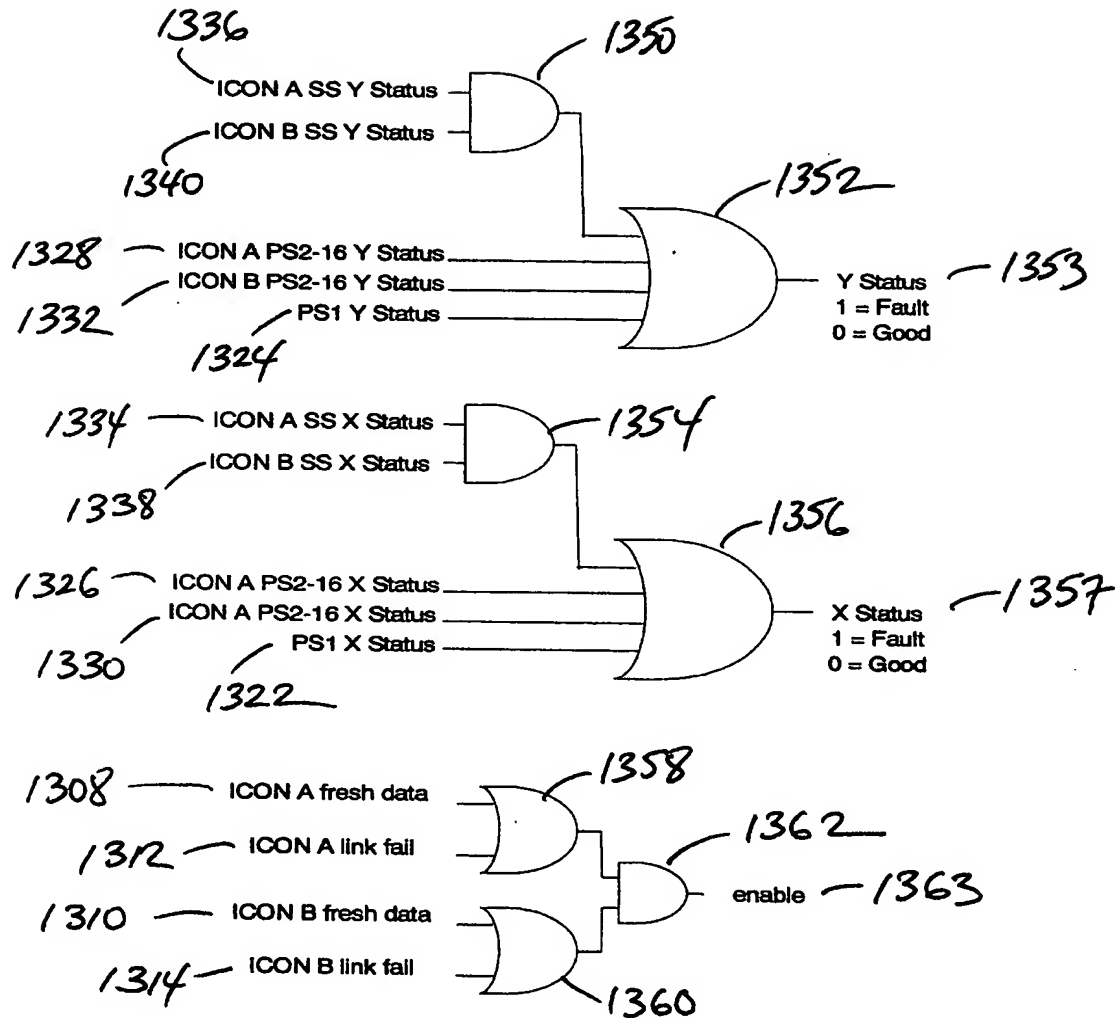 1336
1350
ICON A SS Y Status
ICON B SS Y Status
1340
1352
1328 ICON A PS2-16 Y Status
1332 ICON B PS2-16 Y Status
PS1 Y Status
1324
Y Status 1353
1 = Fault
0 = Good
1334 ICON A SS X Status
1354
ICON B SS X Status
1338
1356
1326 ICON A PS2-16 X Status
1330 ICON A PS2-16 X Status
PS1 X Status
1322
X Status 1357
1 = Fault
0 = Good
1358
1308 ICON A fresh data
1312 ICON A link fail
1362
enable 1363
1310 ICON B fresh data
1314 ICON B link fail
1360